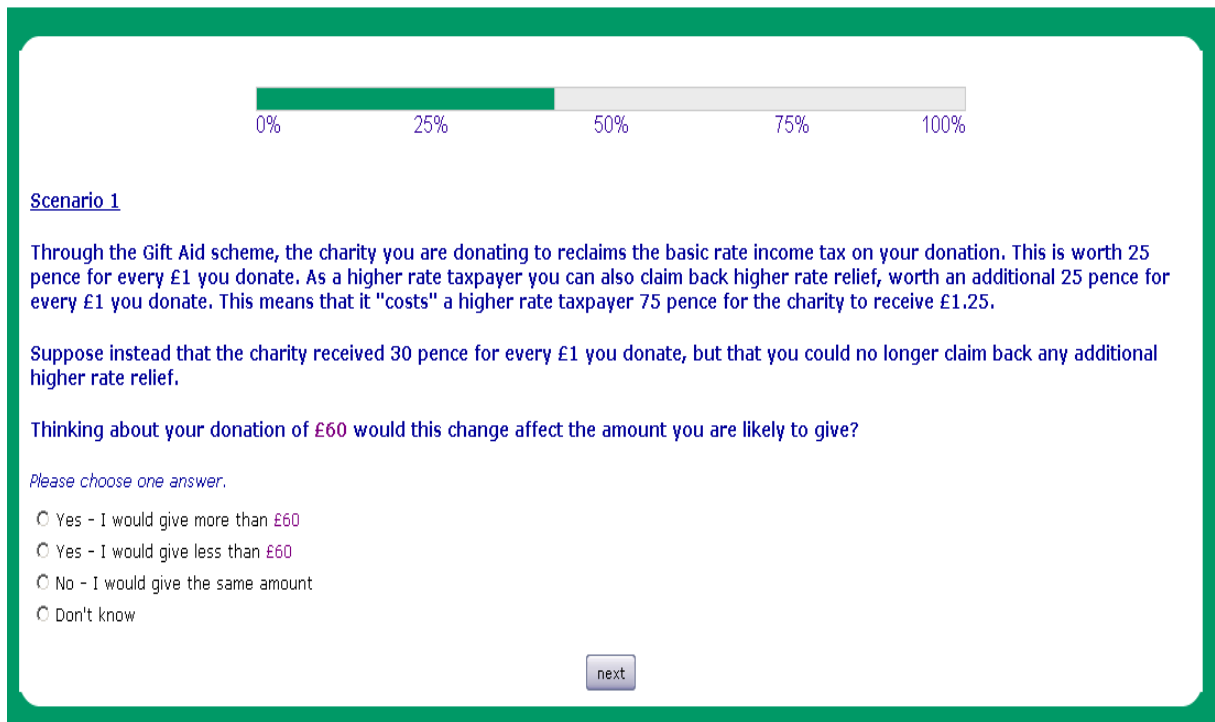 0% 25% 50% 75% 100%
Scenario 1
Through the Gift Aid scheme, the charity you are donating to reclaims the basic rate income tax on your donation. This is worth 25
pence for every £1 you donate. As a higher rate taxpayer you can also claim back higher rate relief, worth an additional 25 pence for
every £1 you donate. This means that it "costs" a higher rate taxpayer 75 pence for the charity to receive £1.25.
Suppose instead that the charity received 30 pence for every £1 you donate, but that you could no longer claim back any additional
higher rate relief.
Thinking about your donation of £60 would this change affect the amount you are likely to give?
Please choose one answer.
Yes - I would give more than £60
Yes - I would give less than £60
No - I would give the same amount
Don't know
next